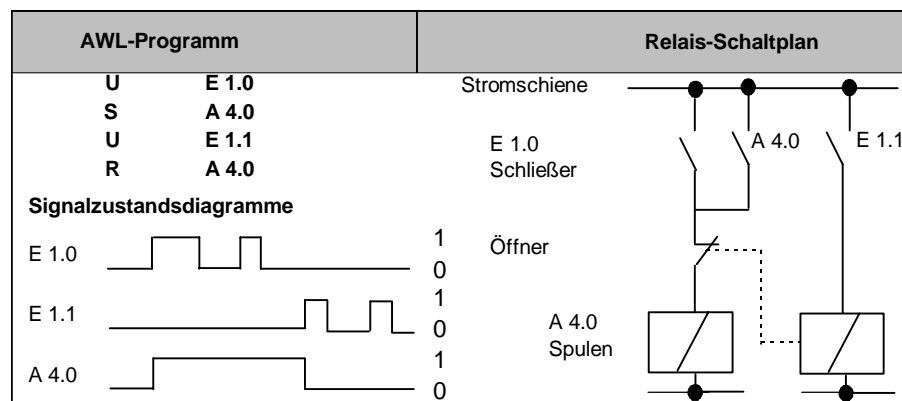 AWL-Programm
Relais-Schaltplan
U E 1.0
S A 4.0
U E 1.1
R A 4.0
Signalzustandsdiagramme
E 1.0
1
0
E 1.1
1
0
A 4.0
1
0
Stromschiene
E 1.0
Schließer
A 4.0
E 1.1
Öffner
A 4.0
Spulen